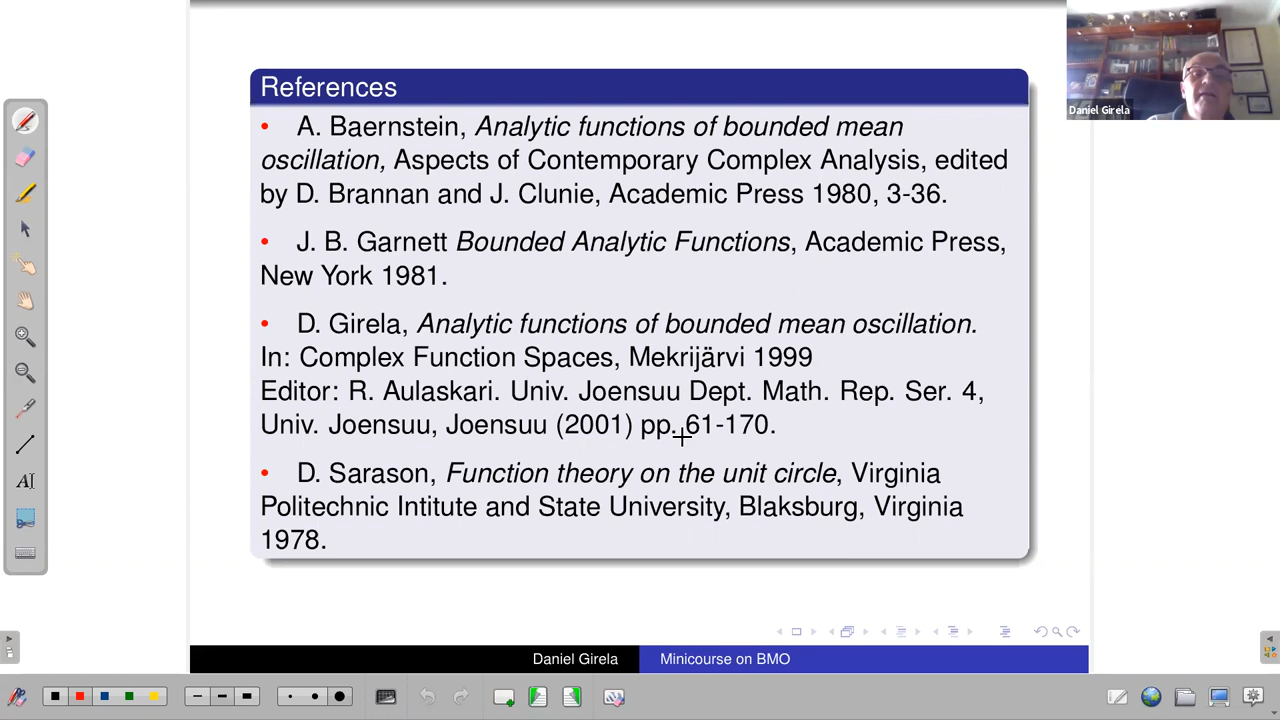 References
• A. Baernstein, Analytic functions of bounded mean
oscillation, Aspects of Contemporary Complex Analysis, edited
by D. Brannan and J. Clunie, Academic Press 1980, 3-36.
• J. B. Garnett Bounded Analytic Functions, Academic Press,
New York 1981.
• D. Girela, Analytic functions of bounded mean oscillation.
In: Complex Function Spaces, Mekrijärvi 1999
Editor: R. Aulaskari. Univ. Joensuu Dept. Math. Rep. Ser. 4,
Univ. Joensuu, Joensuu (2001) pp. 61-170.
• D. Sarason, Function theory on the unit circle, Virginia
Politechnic Intitute and State University, Blaksburg, Virginia
1978.
Daniel Girela
Daniel Girela Minicourse on BMO